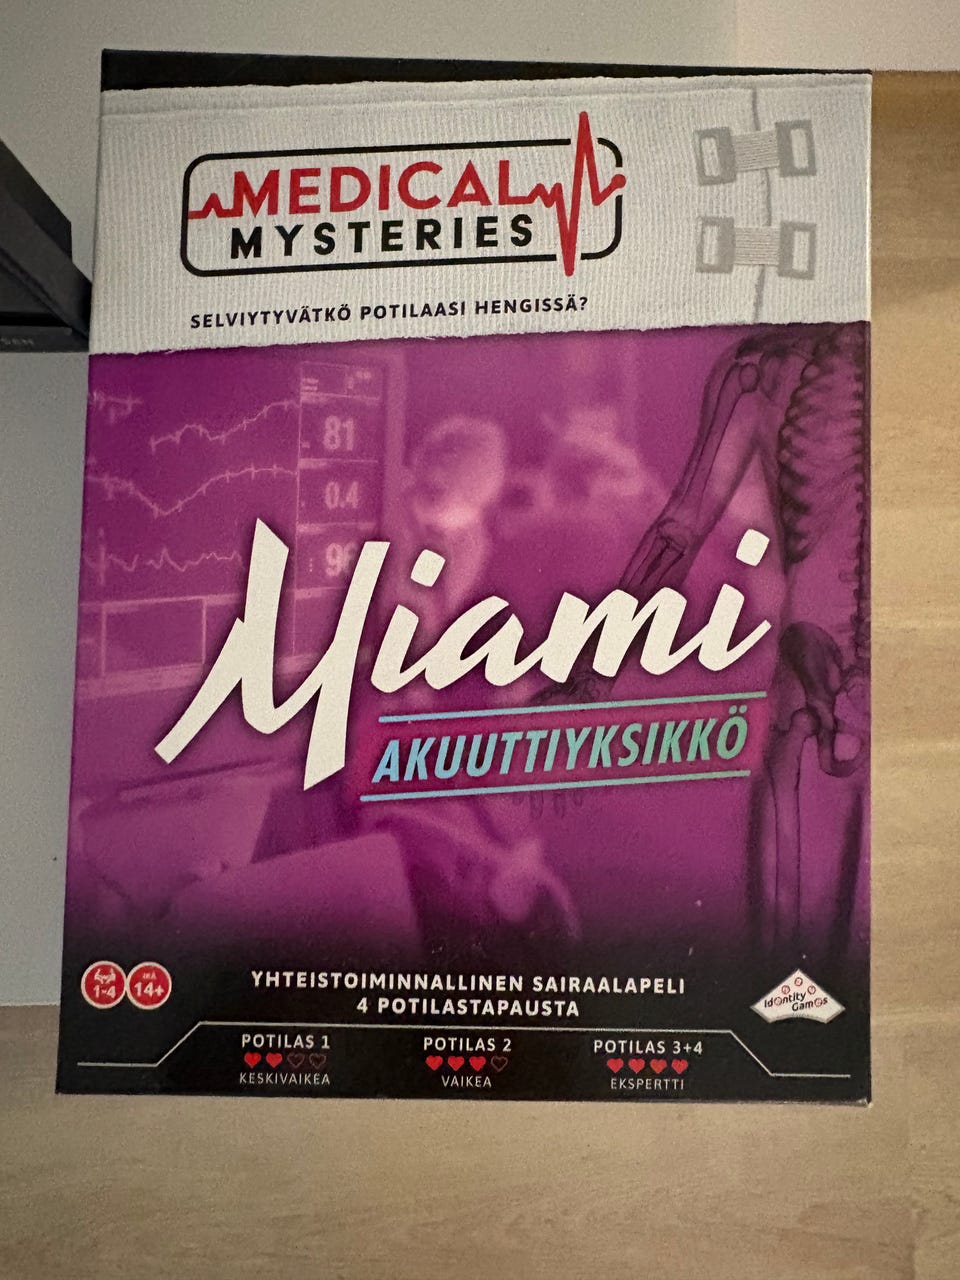 MEDICAL
MYSTERIES
SELVIYTYVÄTKÖ POTILAASI HENGISSÄ?
81
0.4
Miami
AKUUTTIYKSIKKÖ
1-4
IKÄ
14+
YHTEISTOIMINNALLINEN SAIRAALAPELI
4 POTILASTAPAUSTA
Identity
Games
POTILAS 1
KESKIVAIKEA
POTILAS 2
VAIKEA
POTILAS 3+4
EKSPERTTI